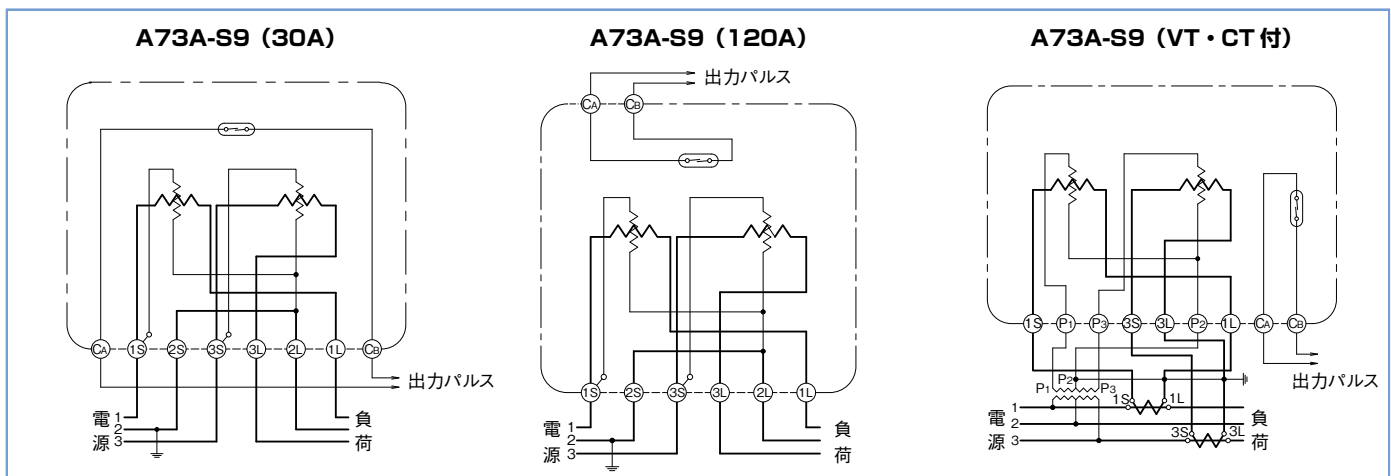 A73A-S9（30A）
CA 1S 2S 3S 3L 2L 1L CB
出力パルス
電 1 負
2
源 3 荷
A73A-S9（120A）
出力パルス
CA CB
1S 2S 3S 3L 2L 1L
電 1 負
2
源 3 荷
A73A-S9（VT・CT付）
1S P1 P3 3S 3L P2 1L CA CB
出力パルス
P1 P2 P3
1S 1L
電 1 負
2
源 3 荷
3S 3L